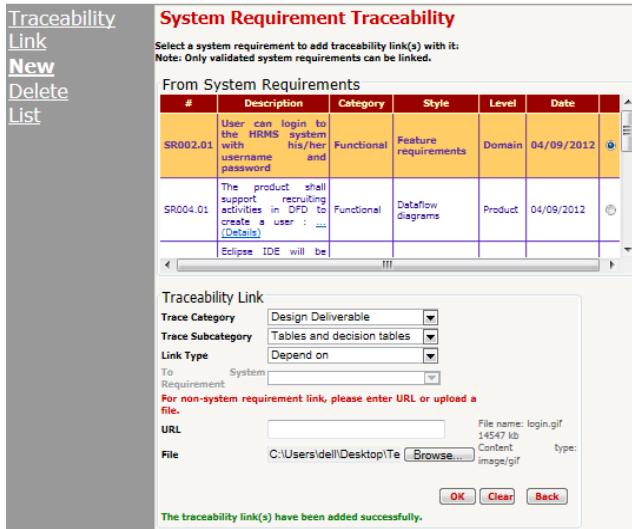 Traceability
Link
New
Delete
List
System Requirement Traceability
Select a system requirement to add traceability link(s) with it:
Note: Only validated system requirements can be linked.
From System Requirements
# Description Category Style Level Date
SR002.01 User can login to the HRMS system with his/her username and password Functional Feature requirements Domain 04/09/2012
SR004.01 The product shall support recruiting activities in DFD to create a user : ... (Details) Functional Dataflow diagrams Product 04/09/2012
Eclipse IDE will be
Traceability Link
Trace Category Design Deliverable
Trace Subcategory Tables and decision tables
Link Type Depend on
To System
Requirement
For non-system requirement link, please enter URL or upload a
file.
URL
File C:\Users\dell\Desktop\Te Browse...
File name: login.gif
14547 kb
Content type:
image/gif
OK Clear Back
The traceability link(s) have been added successfully.